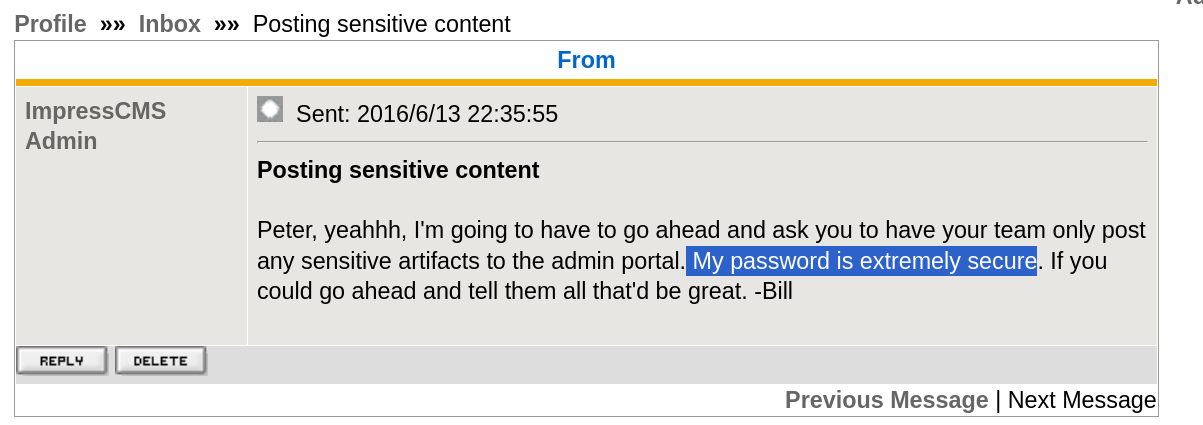 Profile »» Inbox »» Posting sensitive content
From
ImpressCMS
Admin
Sent: 2016/6/13 22:35:55
Posting sensitive content
Peter, yeahhh, I'm going to have to go ahead and ask you to have your team only post
any sensitive artifacts to the admin portal. My password is extremely secure. If you
could go ahead and tell them all that'd be great. -Bill
REPLY DELETE
Previous Message | Next Message